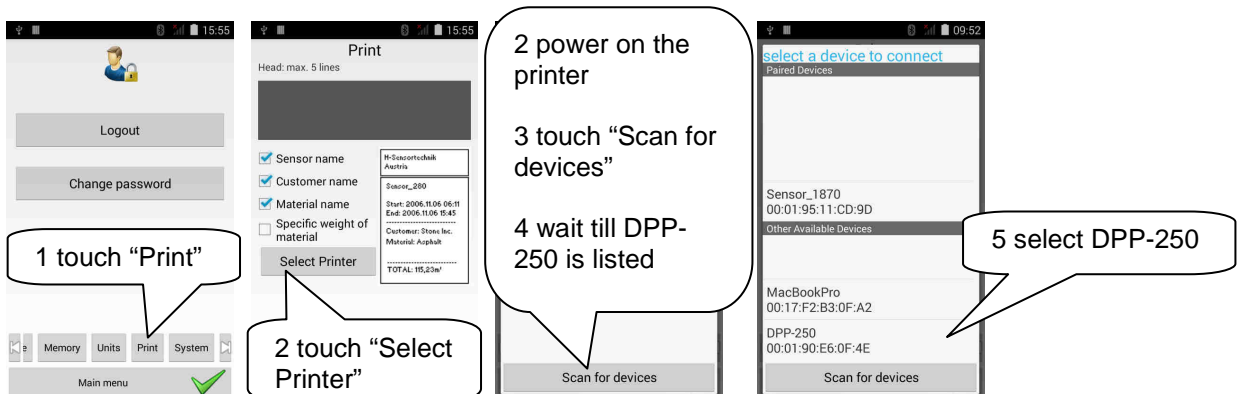 15:55
Logout
Change password
1 touch “Print”
e
Memory
Units
Print
System
Main menu
15:55
Print
Head: max. 5 lines
Sensor name
Customer name
Material name
Specific weight of
material
Select Printer
H-Sensortechnik
Austria
Sensor_280
Start: 2006.11.06 06:11
End: 2006.11.06 15:45
Customer: Stone Inc.
Material: Asphalt
TOTAL: 115,23m³
2 touch “Select
Printer”
2 power on the
printer
3 touch “Scan for
devices”
4 wait till DPP-
250 is listed
Scan for devices
09:52
select a device to connect
Paired Devices
Sensor_1870
00:01:95:11:CD:9D
Other Available Devices
MacBookPro
00:17:F2:B3:0F:A2
DPP-250
00:01:90:E6:0F:4E
Scan for devices
5 select DPP-250